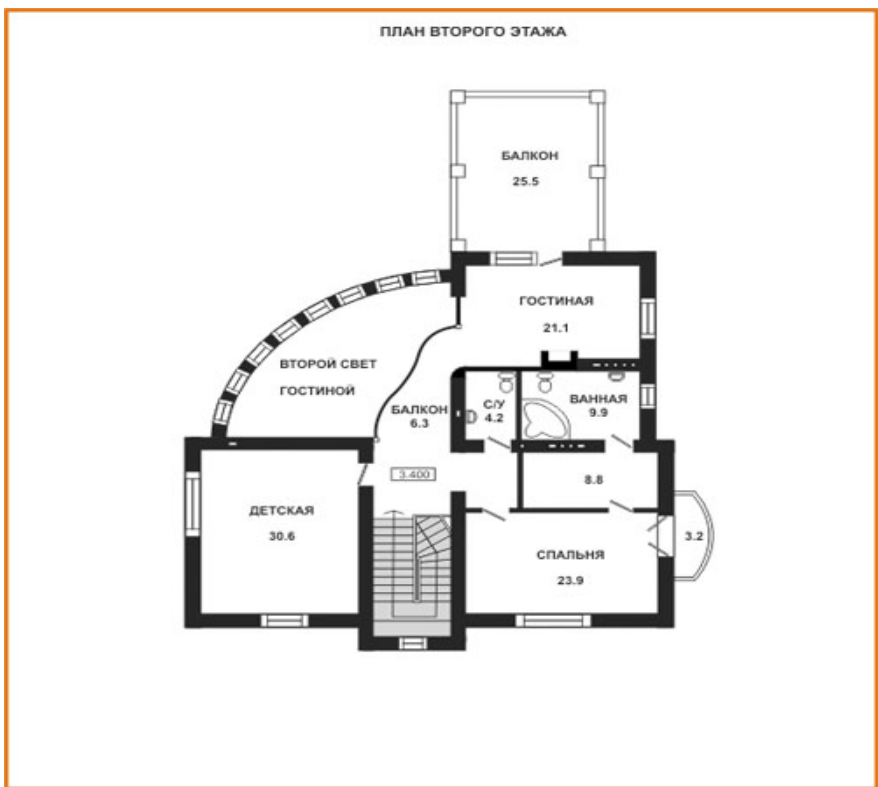 ПЛАН ВТОРОГО ЭТАЖА
БАЛКОН
25.5
ГОСТИНАЯ
21.1
ВТОРОЙ СВЕТ
ГОСТИНОЙ
БАЛКОН
6.3
С/У
4.2
ВАННАЯ
9.9
3.400
8.8
ДЕТСКАЯ
30.6
СПАЛЬНЯ
23.9
3.2